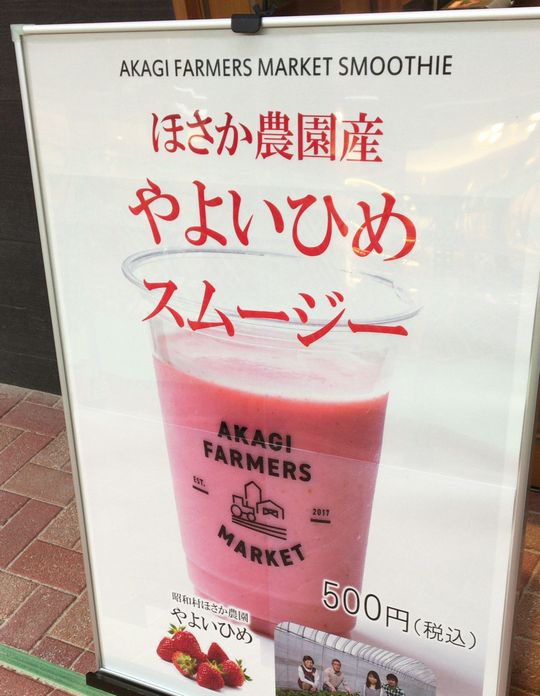 AKAGI FARMERS MARKET SMOOTHIE
ほさか農園産
やよいひめ
スムージー
AKAGI
FARMERS
EST.
2017
MARKET
500円(税込)
昭和村ほさか農園
やよいひめ